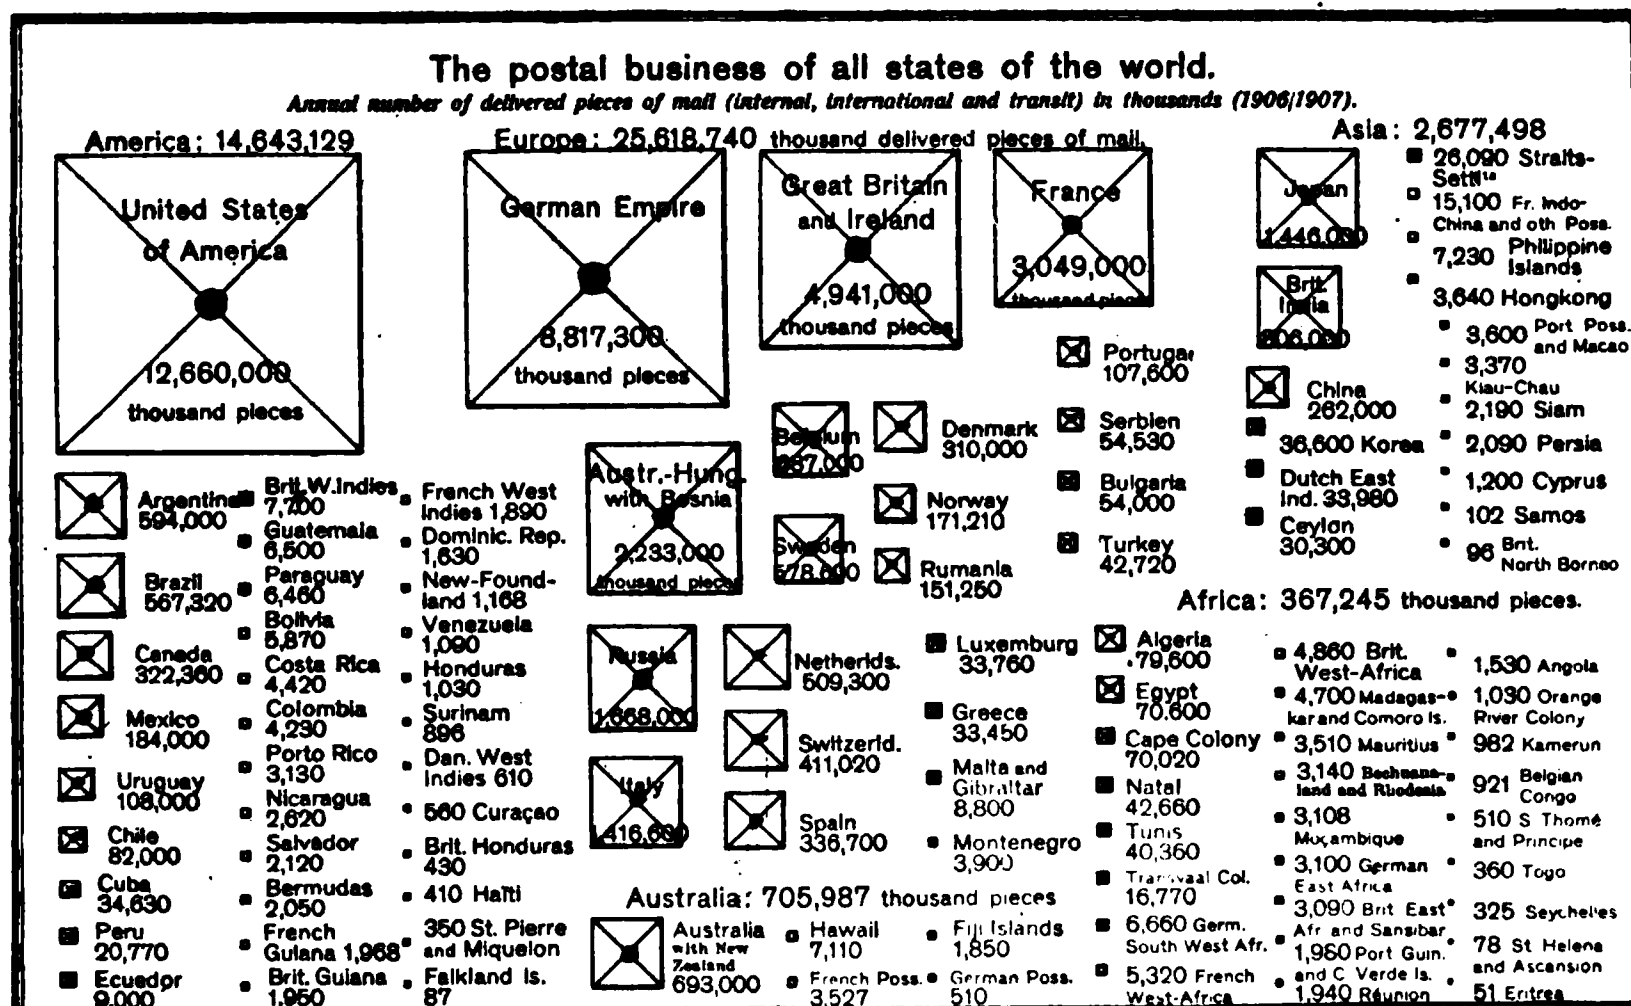 The postal business of all states of the world.
Annual number of delivered pieces of mail (internal, international and transit) in thousands (1906/1907).
America: 14,643,129
United States
of America
12,660,000
thousand pieces
Argentina
594,000
Brazil
567,320
Canada
322,360
Mexico
184,000
Uruguay
108,000
Chile
82,000
Cuba
34,630
Peru
20,770
Ecuador
9,000
Brit.W.Indies
7,700
Guatemala
6,500
Paraguay
6,460
Bolivia
5,870
Costa Rica
4,420
Colombia
4,230
Porto Rico
3,130
Nicaragua
2,620
Salvador
2,120
Bermudas
2,050
French
Guiana 1,968
Brit. Guiana
1,950
French West
Indies 1,890
Dominic. Rep.
1,630
New-Found-
land 1,168
Venezuela
1,090
Honduras
1,030
Surinam
896
Dan. West
Indies 610
560 Curaçao
Brit. Honduras
430
410 Haïti
350 St. Pierre
and Miquelon
Falkland Is.
87
Europe: 25,618,740 thousand delivered pieces of mail.
German Empire
8,817,300
thousand pieces
Great Britain
and Ireland
4,941,000
thousand pieces
France
3,049,000
thousand pieces
Austr.-Hung.
with Bosnia
2,233,000
thousand pieces
Russia
1,668,000
Italy
1,416,600
Belgium
Sweden
578,600
Netherlds.
509,300
Switzerld.
411,020
Spain
336,700
Denmark
310,000
Norway
171,210
Rumania
151,250
Portugal
107,600
Serbien
54,530
Bulgaria
54,000
Turkey
42,720
Luxemburg
33,760
Greece
33,450
Malta and
Gibraltar
8,800
Montenegro
3,900
Australia: 705,987 thousand pieces
Australia
with New
Zealand
693,000
Hawaii
7,110
French Poss.
3,527
Fiji Islands
1,850
German Poss.
510
Asia: 2,677,498
Japan
1,446,000
Brit.
India
806,000
China
262,000
36,600 Korea
Dutch East
Ind. 33,980
Ceylon
30,300
26,090 Straits-
Settl
15,100 Fr. Indo-
China and oth Poss.
7,230 Philippine
Islands
3,640 Hongkong
3,600 Port Poss.
and Macao
3,370
Kiau-Chau
2,190 Siam
2,090 Persia
1,200 Cyprus
102 Samos
96 Brit.
North Borneo
Africa: 367,245 thousand pieces.
Algeria
79,600
Egypt
70.600
Cape Colony
70,020
Natal
42,660
Tunis
40,360
Transvaal Col.
16,770
6,660 Germ.
South West Afr.
5,320 French
West-Africa
4,860 Brit.
West-Africa
4,700 Madagas-
kar and Comoro Is.
3,510 Mauritius
3,140 Bechuana-
land and Rhodesia
3,108
Moçambique
3,100 German
East Africa
3,090 Brit East
Afr and Sansibar
1,980 Port Guin.
and C Verde Is.
1,940 Réunion
1,530 Angola
1,030 Orange
River Colony
982 Kamerun
921 Belgian
Congo
510 S Thomé
and Principe
360 Togo
325 Seychelles
78 St Helena
and Ascension
51 Eritrea